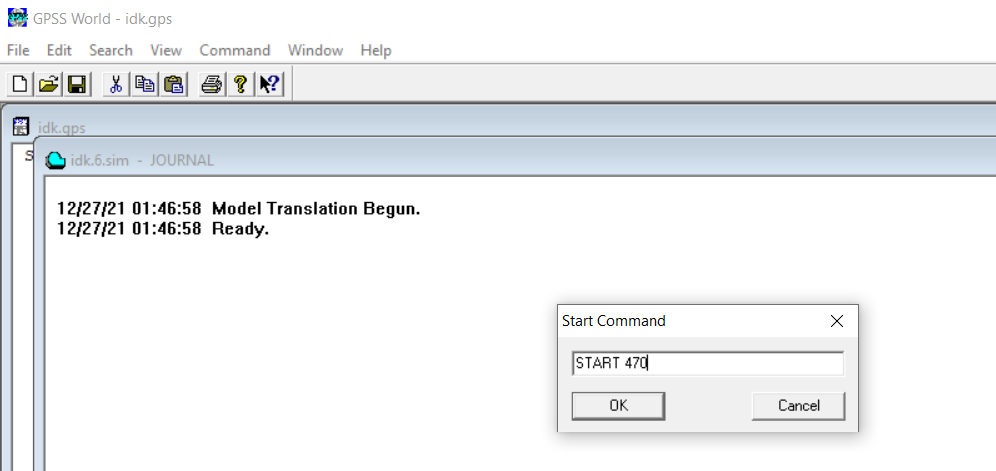 GPSS World - idk.gps
File Edit Search View Command Window Help
idk.gps
S
idk.6.sim - JOURNAL
12/27/21 01:46:58 Model Translation Begun.
12/27/21 01:46:58 Ready.
Start Command
START 470
OK Cancel